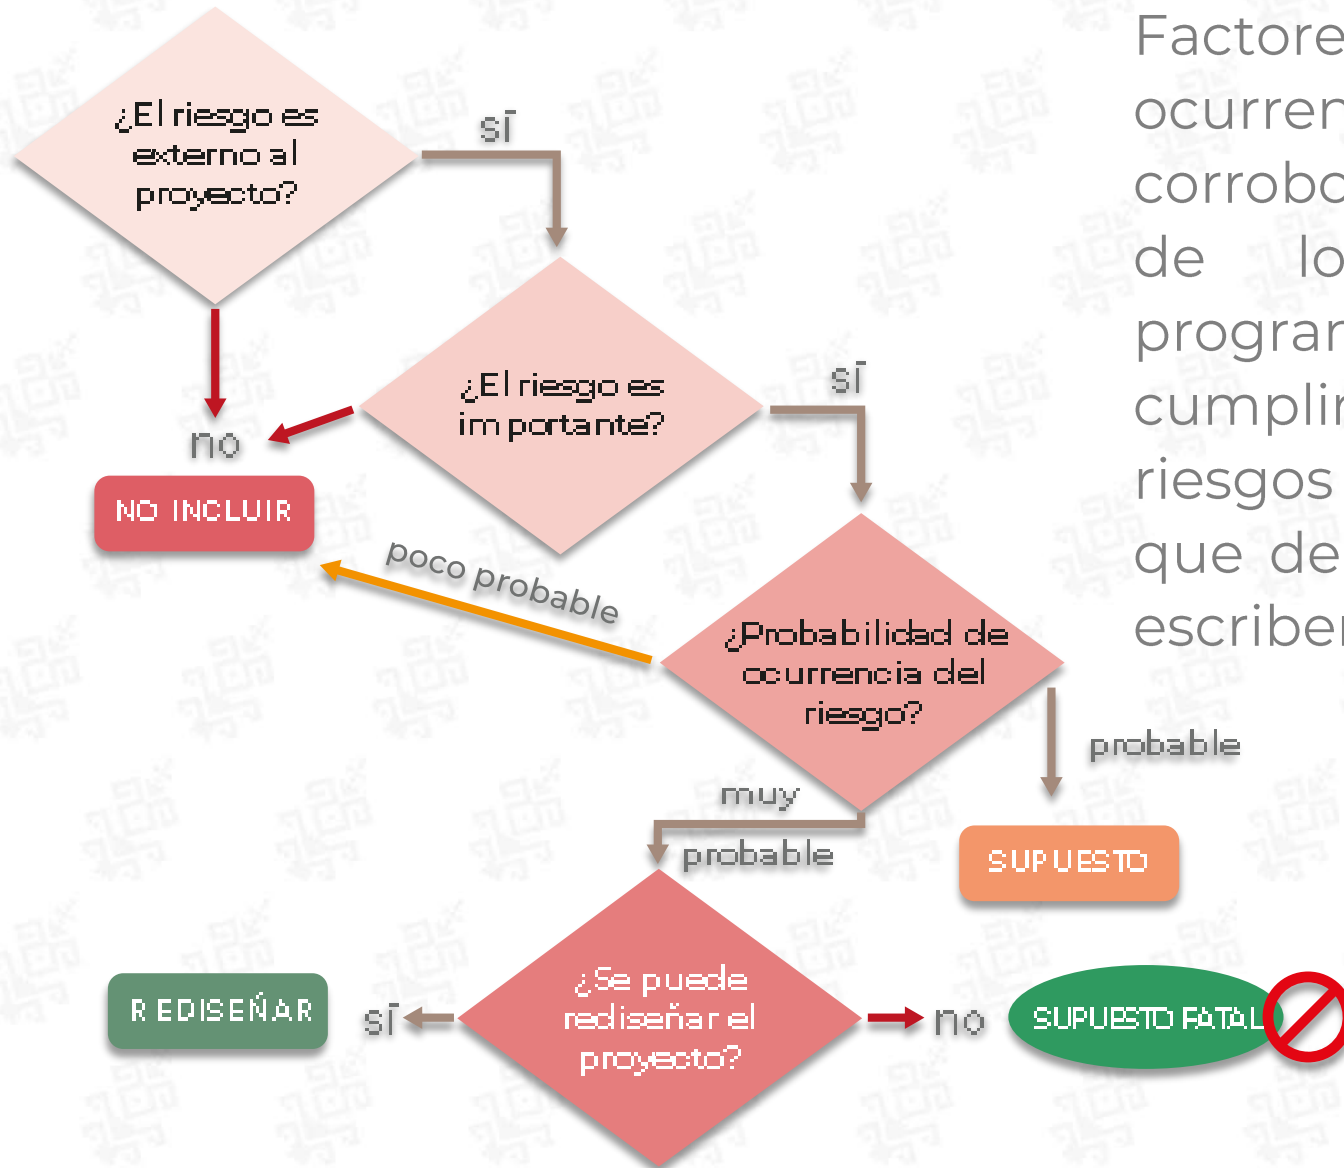 ¿El riesgo es
externo al
proyecto?
sí
no
¿El riesgo es
importante?
sí
NO INCLUIR
poco probable
¿Probabilidad de
ocurrencia del
riesgo?
probable
muy
probable
SUPUESTO
¿Se puede
rediseñar el
proyecto?
sí
REDISEÑAR
no
SUPUESTO FATAL
Factore
ocurren
corrobo
de lo
program
cumplir
riesgos
que de
escriben